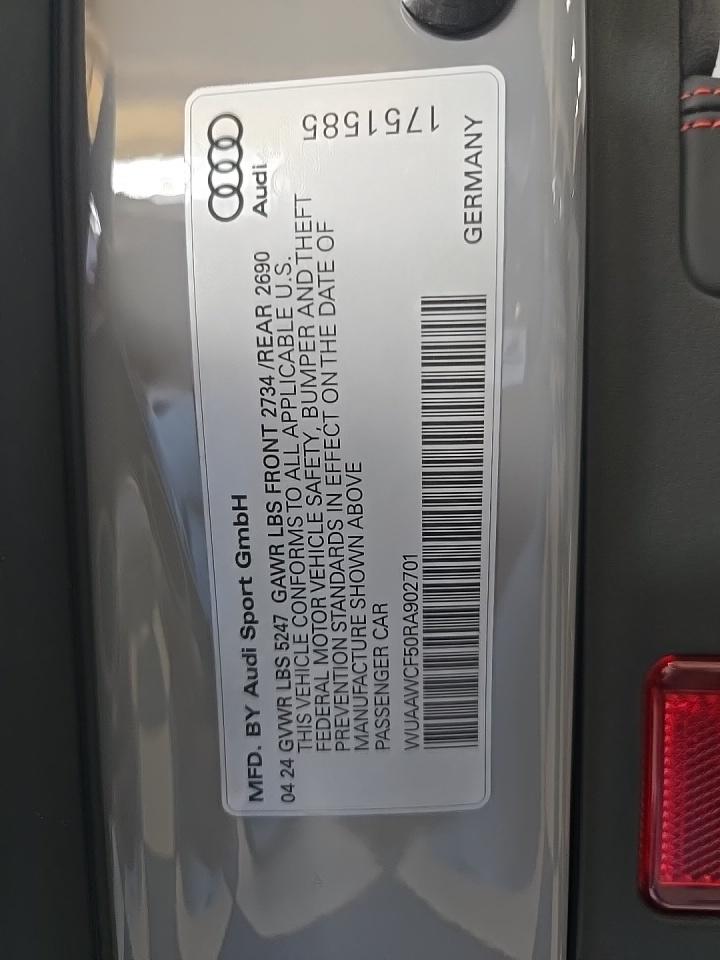 MFD. BY Audi Sport GmbH
04 24 GVWR LBS 5247 GAWR LBS FRONT 2734/REAR 2690
THIS VEHICLE CONFORMS TO ALL APPLICABLE U.S.
FEDERAL MOTOR VEHICLE SAFETY, BUMPER AND THEFT
PREVENTION STANDARDS IN EFFECT ON THE DATE OF
MANUFACTURE SHOWN ABOVE
PASSENGER CAR
WUAAWCF50RA902701
Audi
1751585
GERMANY